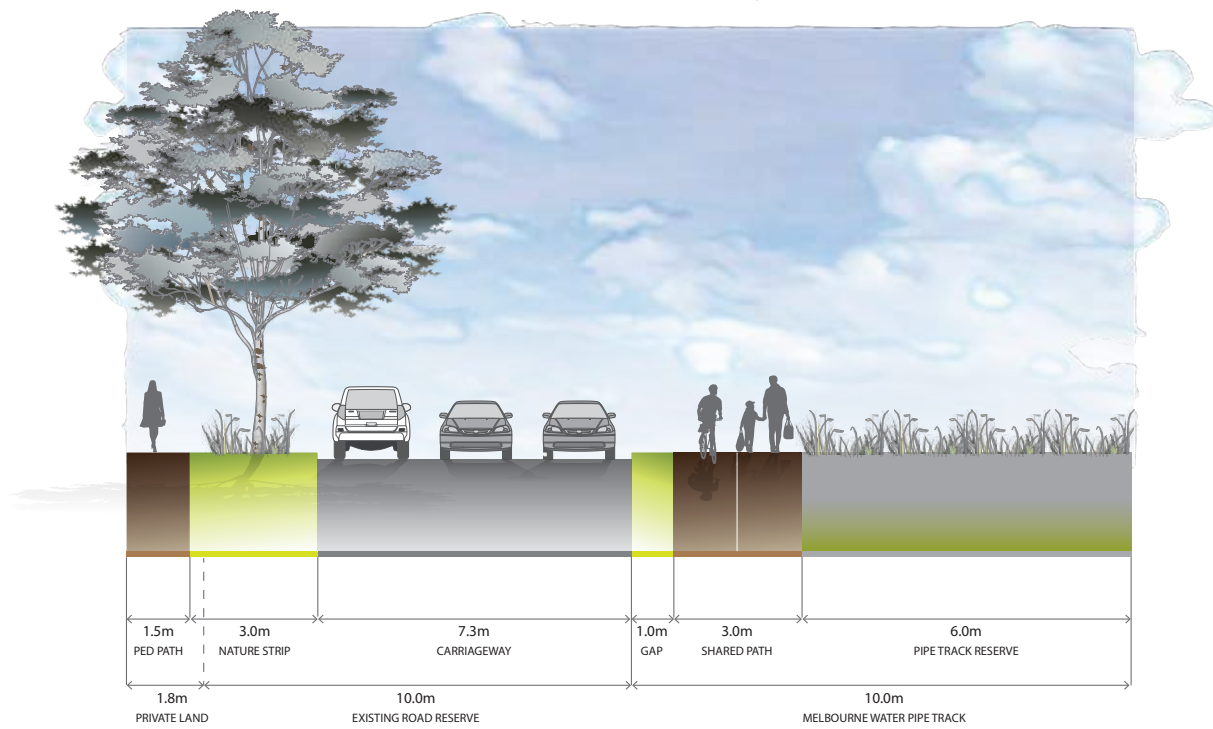 1.5m 3.0m 7.3m 1.0m 3.0m 6.0m
PED PATH NATURE STRIP CARRIAGEWAY GAP SHARED PATH PIPE TRACK RESERVE
1.8m 10.0m 10.0m
PRIVATE LAND EXISTING ROAD RESERVE MELBOURNE WATER PIPE TRACK